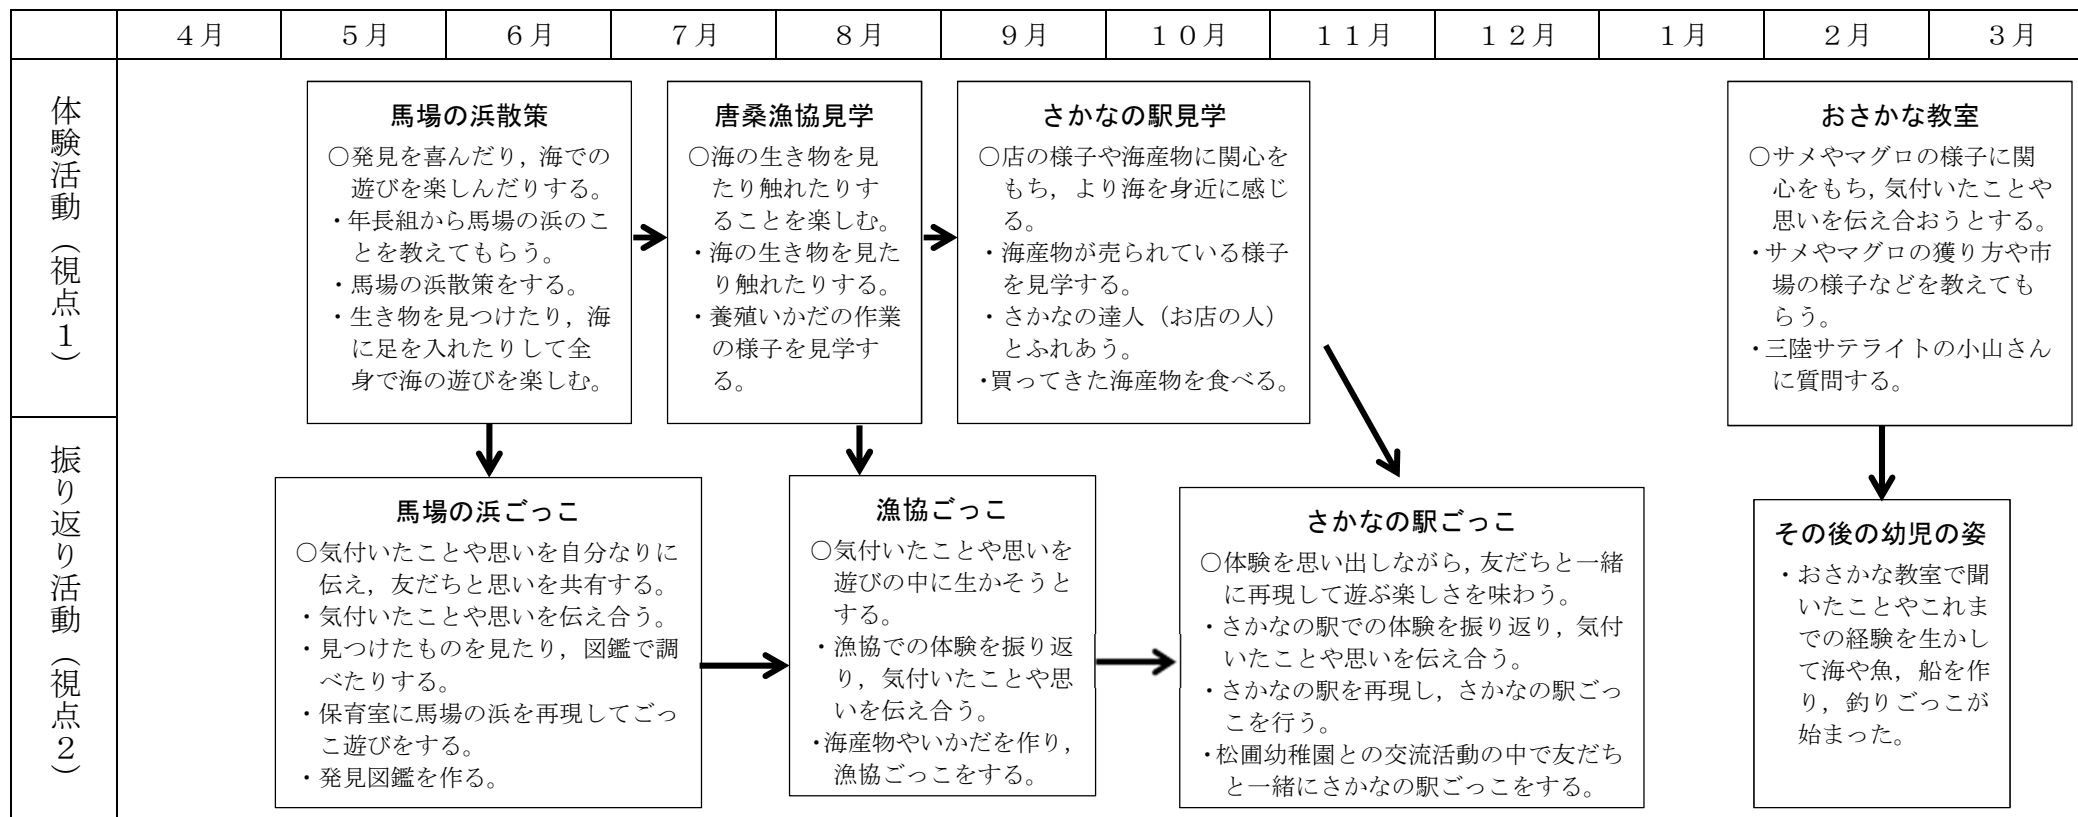 4月 5月 6月 7月 8月 9月 10月 11月 12月 1月 2月 3月
体験活動(視点1)
馬場の浜散策
○発見を喜んだり,海での
遊びを楽しんだりする。
・年長組から馬場の浜のこ
とを教えてもらう。
・馬場の浜散策をする。
・生き物を見つけたり,海
に足を入れたりして全
身で海の遊びを楽しむ。
唐桑漁協見学
○海の生き物を見
たり触れたりす
ることを楽しむ。
・海の生き物を見た
り触れたりする。
・養殖いかだの作業
の様子を見学す
る。
さかなの駅見学
○店の様子や海産物に関心を
もち,より海を身近に感じ
る。
・海産物が売られている様子
を見学する。
・さかなの達人(お店の人)
とふれあう。
・買ってきた海産物を食べる。
おさかな教室
○サメやマグロの様子に関
心をもち,気付いたことや
思いを伝え合おうとする。
・サメやマグロの獲り方や市
場の様子などを教えても
らう。
・三陸サテライトの小山さん
に質問する。
振り返り活動(視点2)
馬場の浜ごっこ
○気付いたことや思いを自分なりに
伝え,友だちと思いを共有する。
・気付いたことや思いを伝え合う。
・見つけたものを見たり,図鑑で調
べたりする。
・保育室に馬場の浜を再現してごっ
こ遊びをする。
・発見図鑑を作る。
漁協ごっこ
○気付いたことや思いを
遊びの中に生かそうと
する。
・漁協での体験を振り返
り,気付いたことや思
いを伝え合う。
・海産物やいかだを作り,
漁協ごっこをする。
さかなの駅ごっこ
○体験を思い出しながら,友だちと一緒
に再現して遊ぶ楽しさを味わう。
・さかなの駅での体験を振り返り,気付
いたことや思いを伝え合う。
・さかなの駅を再現し,さかなの駅ごっ
こを行う。
・松圃幼稚園との交流活動の中で友だち
と一緒にさかなの駅ごっこをする。
その後の幼児の姿
・おさかな教室で聞
いたことやこれま
での経験を生かし
て海や魚,船を作
り,釣りごっこが
始まった。